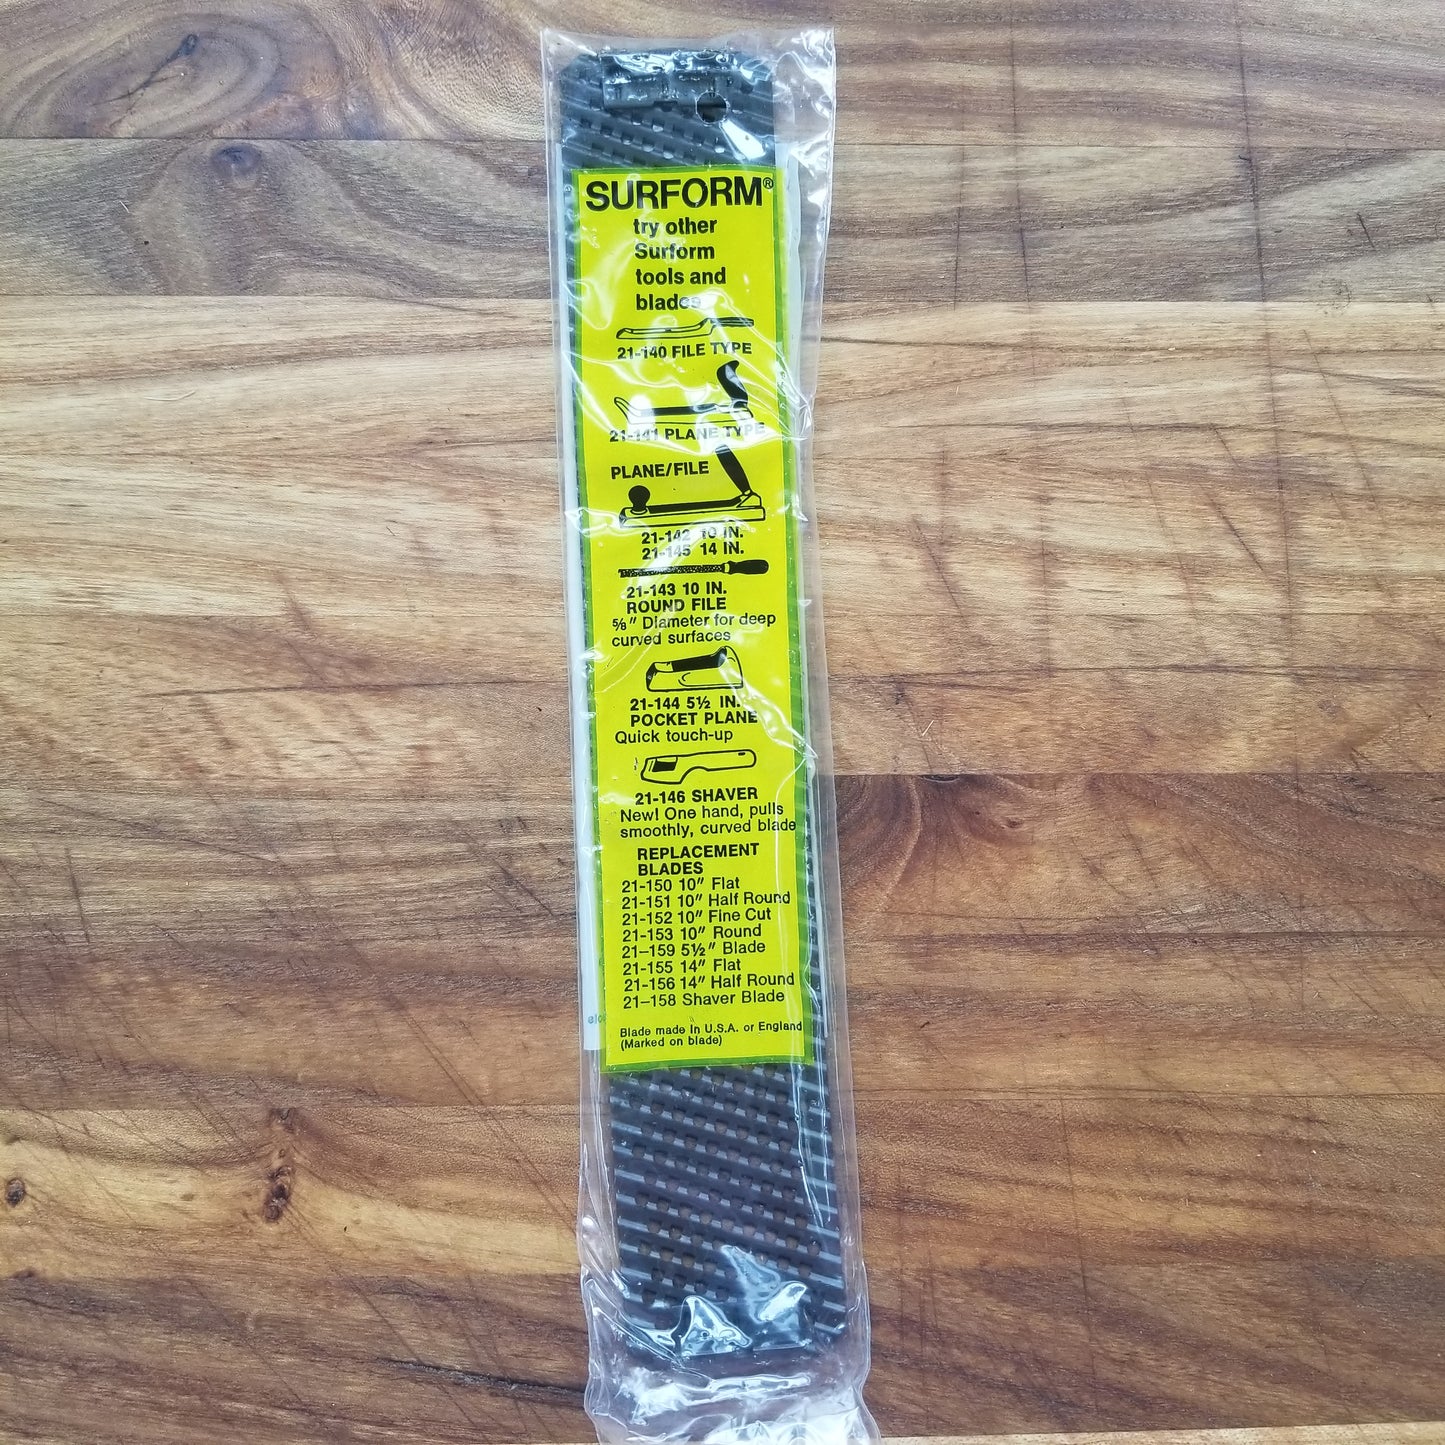 SURFORM®
try other
Surform
tools and
blades
21-140 FILE TYPE
21-141 PLANE TYPE
PLANE/FILE
21-142 10 IN.
21-145 14 IN.
21-143 10 IN.
ROUND FILE
5/8" Diameter for deep
curved surfaces
21-144 5½ IN.
POCKET PLANE
Quick touch-up
21-146 SHAVER
New! One hand, pulls
smoothly, curved blade
REPLACEMENT
BLADES
21-150 10" Flat
21-151 10" Half Round
21-152 10" Fine Cut
21-153 10" Round
21–159 5½" Blade
21-155 14" Flat
21-156 14" Half Round
21–158 Shaver Blade
Blade made in U.S.A. or England
(Marked on blade)